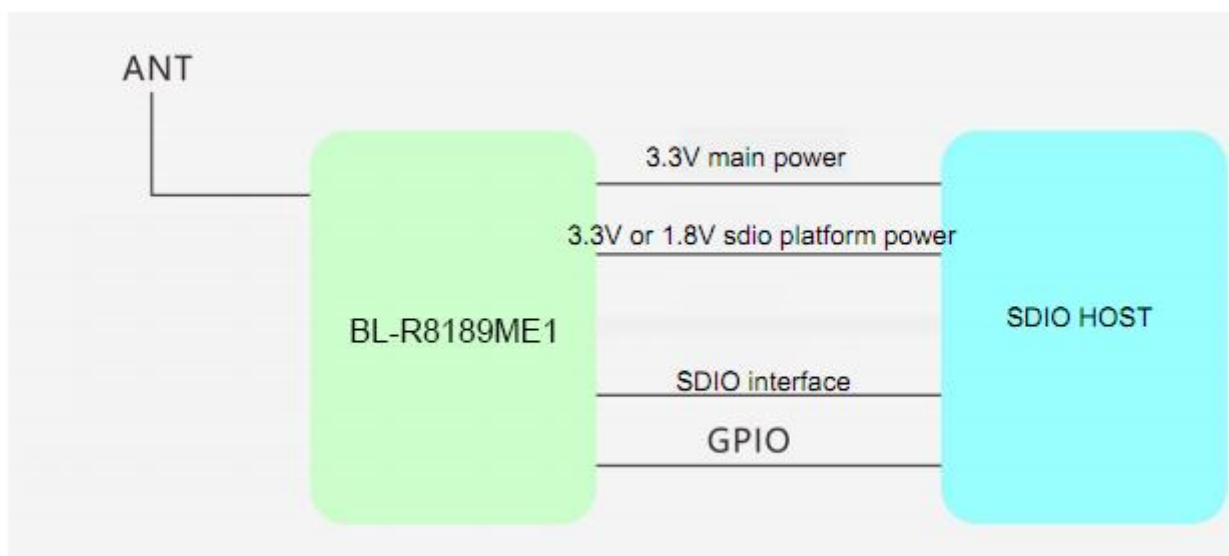 ANT
3.3V main power
3.3V or 1.8V sdio platform power
BL-R8189ME1
SDIO HOST
SDIO interface
GPIO